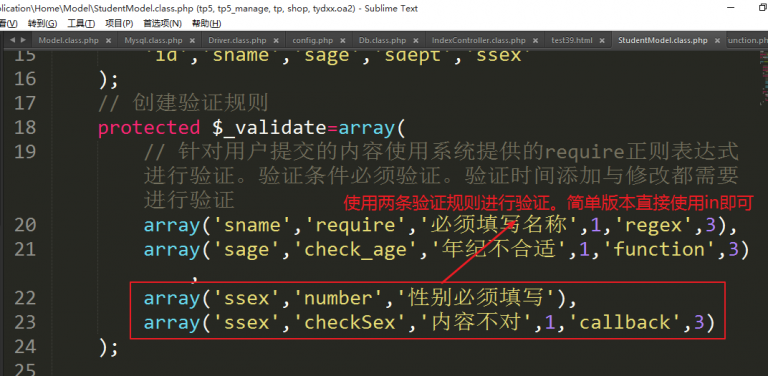 plication\Home\Model\StudentModel.class.php (tp5, tp5_manage, tp, shop, tydxx.oa2) - Sublime Text
看(V) 转到(G) 工具(T) 项目(P) 首选项(N) 帮助(H)
Model.class.php × Mysql.class.php × Driver.class.php × config.php × Db.class.php × IndexController.class.php × test39.html × StudentModel.class.php × unction.php
15 'id','sname','sage','sdept','ssex'
16 );
17 // 创建验证规则
18 protected $_validate=array(
19 // 针对用户提交的内容使用系统提供的require正则表达式
进行验证。验证条件必须验证。验证时间添加与修改都需要
进行验证
使用两条验证规则进行验证。简单版本直接使用in即可
20 array('sname','require','必须填写名称',1,'regex',3),
21 array('sage','check_age','年纪不合适',1,'function',3)
,
22 array('ssex','number','性别必须填写'),
23 array('ssex','checkSex','内容不对',1,'callback',3)
24 );
25